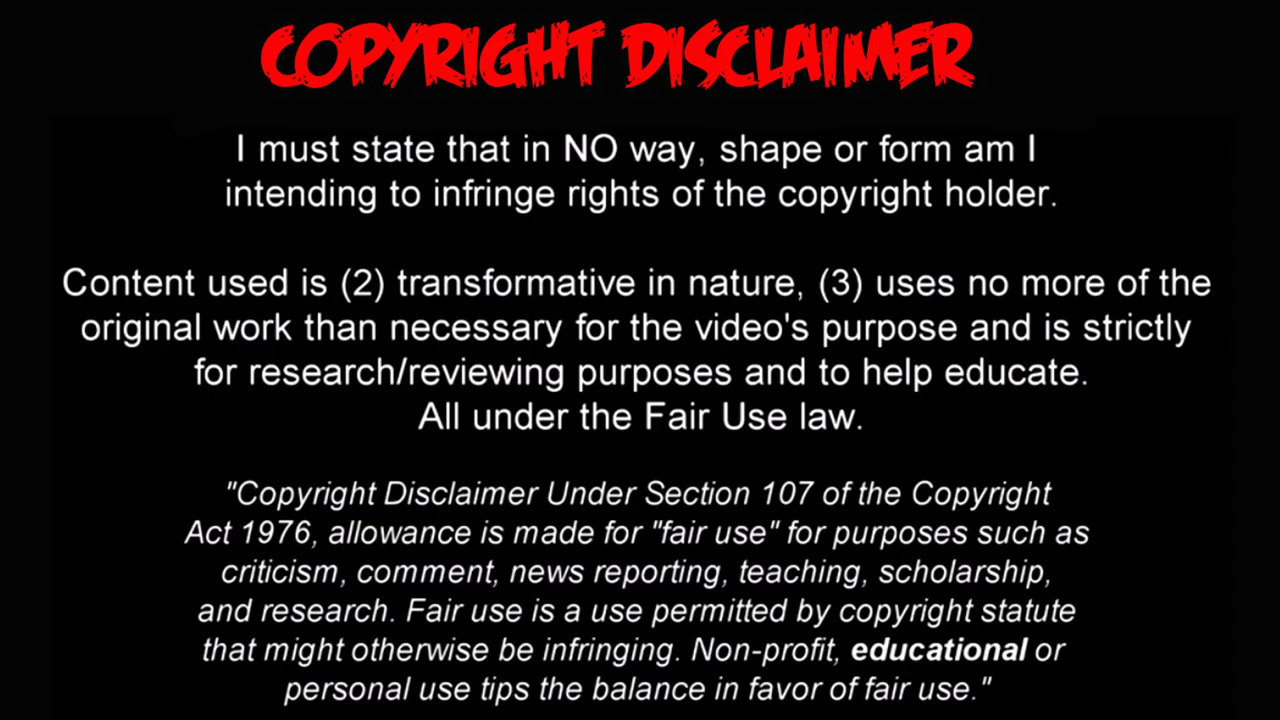 COPYRIGHT DISCLAIMER
I must state that in NO way, shape or form am I
intending to infringe rights of the copyright holder.
Content used is (2) transformative in nature, (3) uses no more of the
original work than necessary for the video's purpose and is strictly
for research/reviewing purposes and to help educate.
All under the Fair Use law.
"Copyright Disclaimer Under Section 107 of the Copyright
Act 1976, allowance is made for "fair use" for purposes such as
criticism, comment, news reporting, teaching, scholarship,
and research. Fair use is a use permitted by copyright statute
that might otherwise be infringing. Non-profit, educational or
personal use tips the balance in favor of fair use."